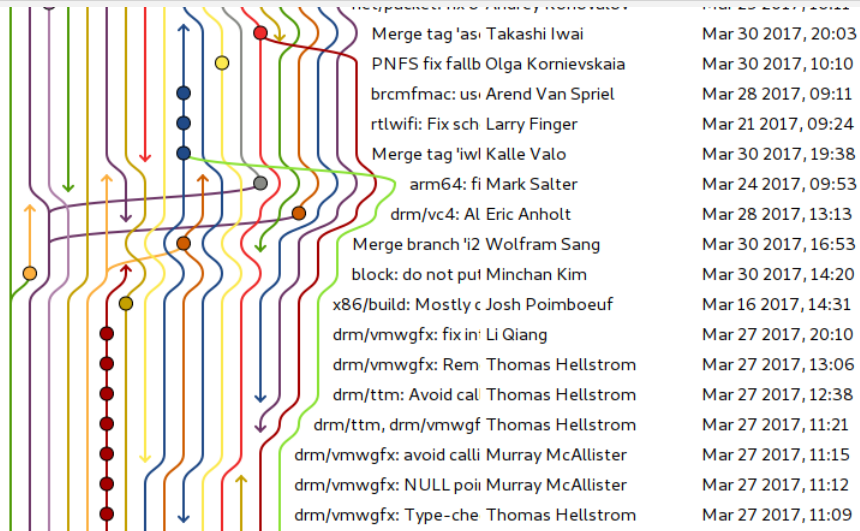 Merge tag 'as Takashi Iwai Mar 30 2017, 20:03
PNFS fix fallb Olga Kornievskaia Mar 30 2017, 10:10
brcmfmac: us Arend Van Spriel Mar 28 2017, 09:11
rtlwifi: Fix sch Larry Finger Mar 21 2017, 09:24
Merge tag 'iwl Kalle Valo Mar 30 2017, 19:38
arm64: fi Mark Salter Mar 24 2017, 09:53
drm/vc4: Al Eric Anholt Mar 28 2017, 13:13
Merge branch 'i2 Wolfram Sang Mar 30 2017, 16:53
block: do not put Minchan Kim Mar 30 2017, 14:20
x86/build: Mostly c Josh Poimboeuf Mar 16 2017, 14:31
drm/vmwgfx: fix in Li Qiang Mar 27 2017, 20:10
drm/vmwgfx: Rem Thomas Hellstrom Mar 27 2017, 13:06
drm/ttm: Avoid cal Thomas Hellstrom Mar 27 2017, 12:38
drm/ttm, drm/vmwgf Thomas Hellstrom Mar 27 2017, 11:21
drm/vmwgfx: avoid calli Murray McAllister Mar 27 2017, 11:15
drm/vmwgfx: NULL poi Murray McAllister Mar 27 2017, 11:12
drm/vmwgfx: Type-che Thomas Hellstrom Mar 27 2017, 11:09